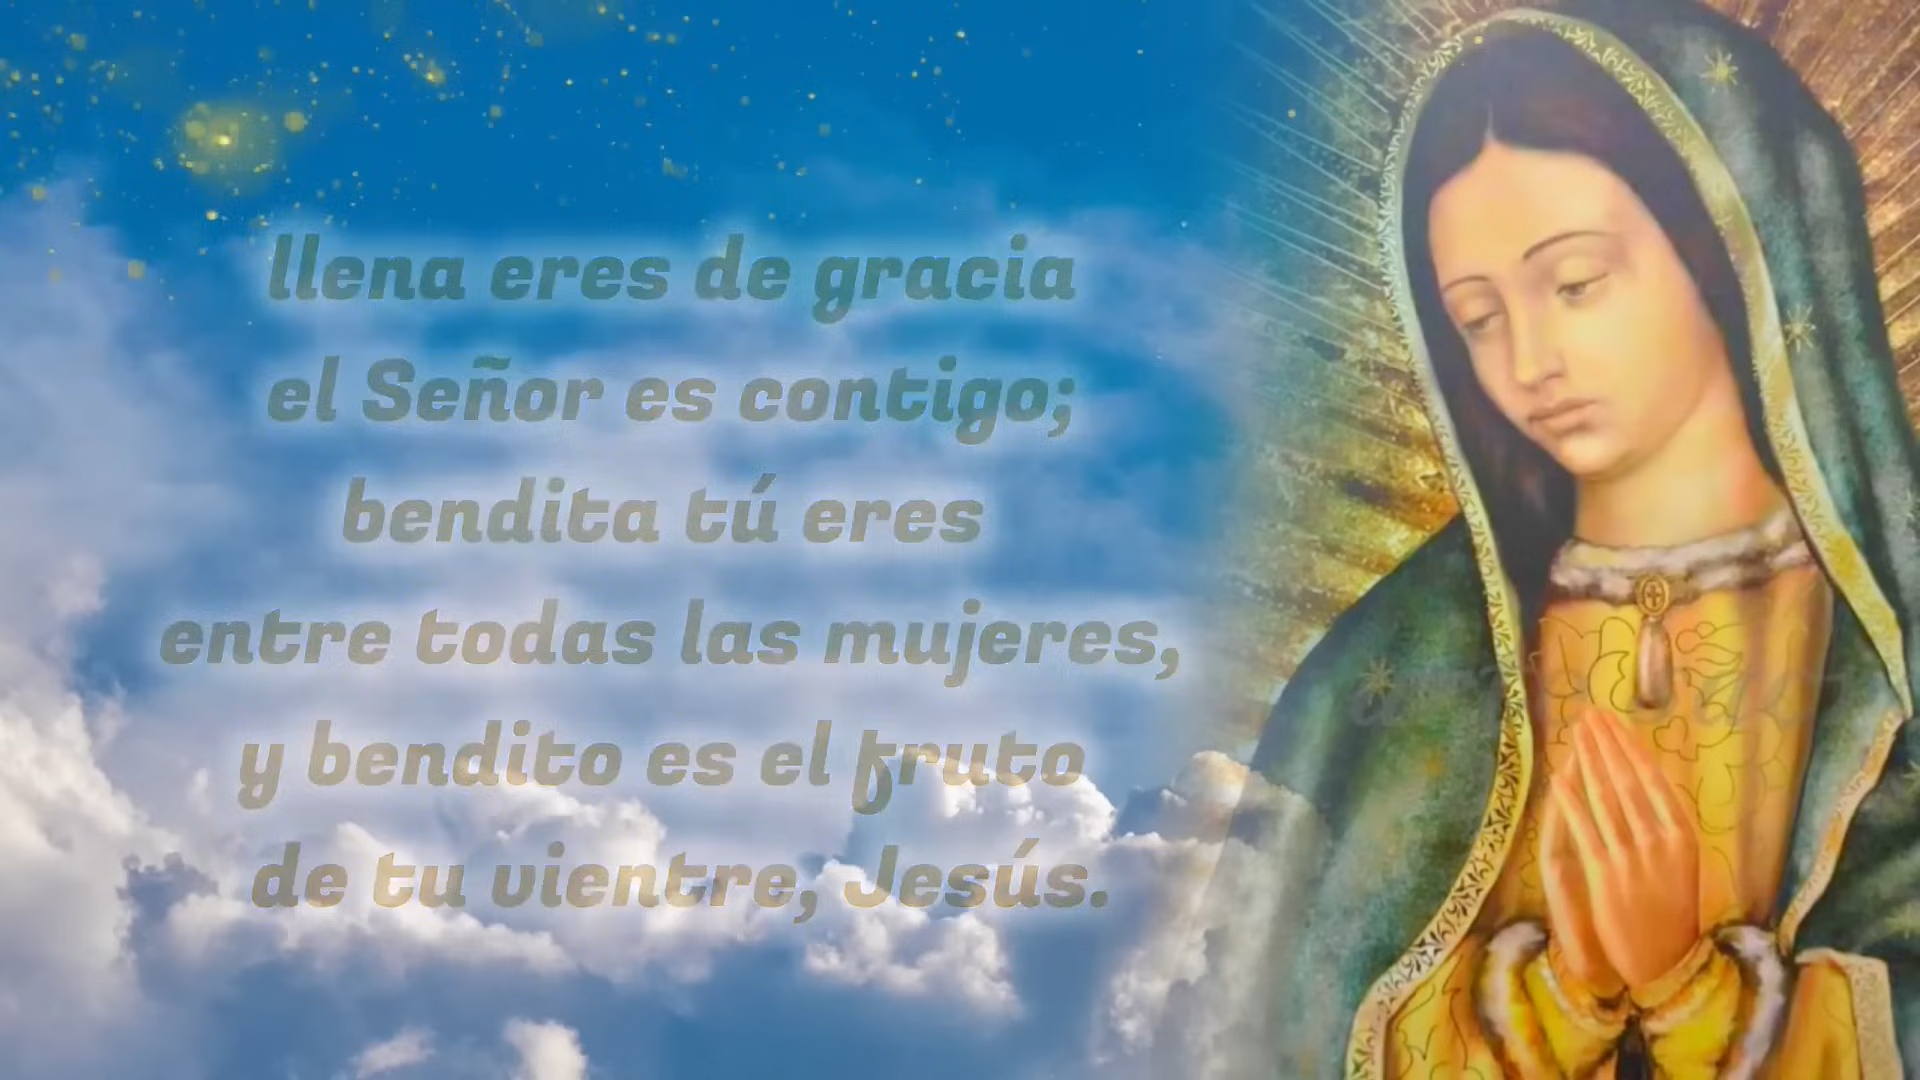 llena eres de gracia
el Señor es contigo;
bendita tú eres
entre todas las mujeres,
y bendito es el fruto
de tu vientre, Jesús.